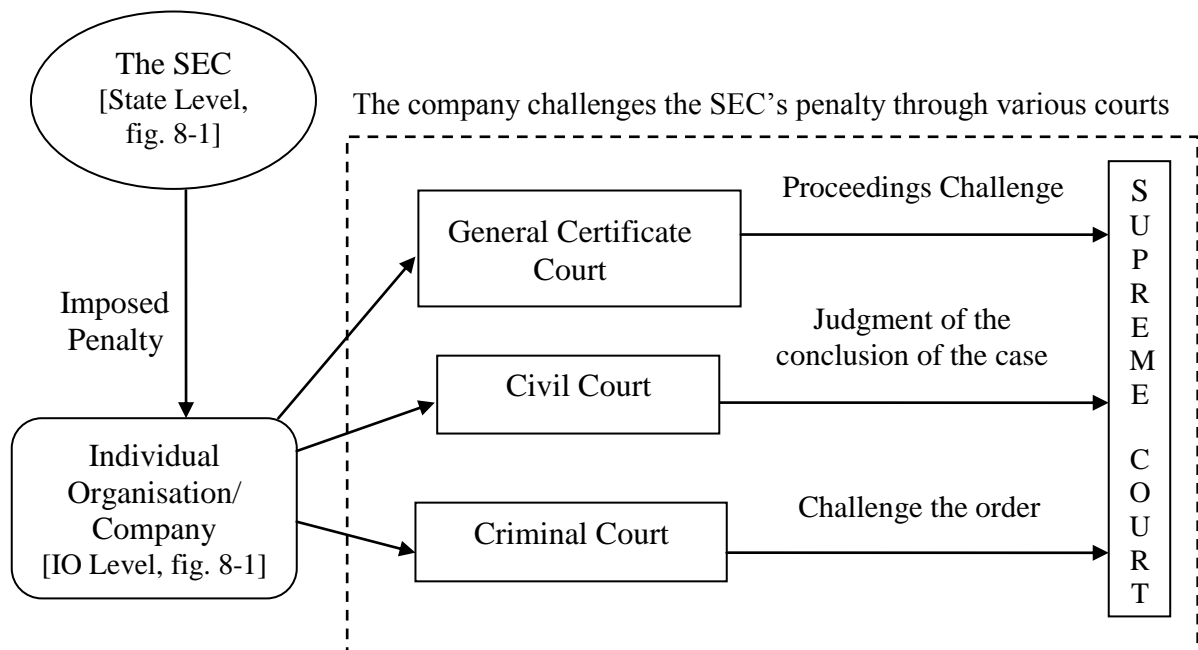 The SEC
[State Level,
fig. 8-1]
The company challenges the SEC’s penalty through various courts
Imposed
Penalty
Individual
Organisation/
Company
[IO Level, fig. 8-1]
General Certificate
Court
Proceedings Challenge
Civil Court
Judgment of the
conclusion of the case
Criminal Court
Challenge the order
SUPREME COURT